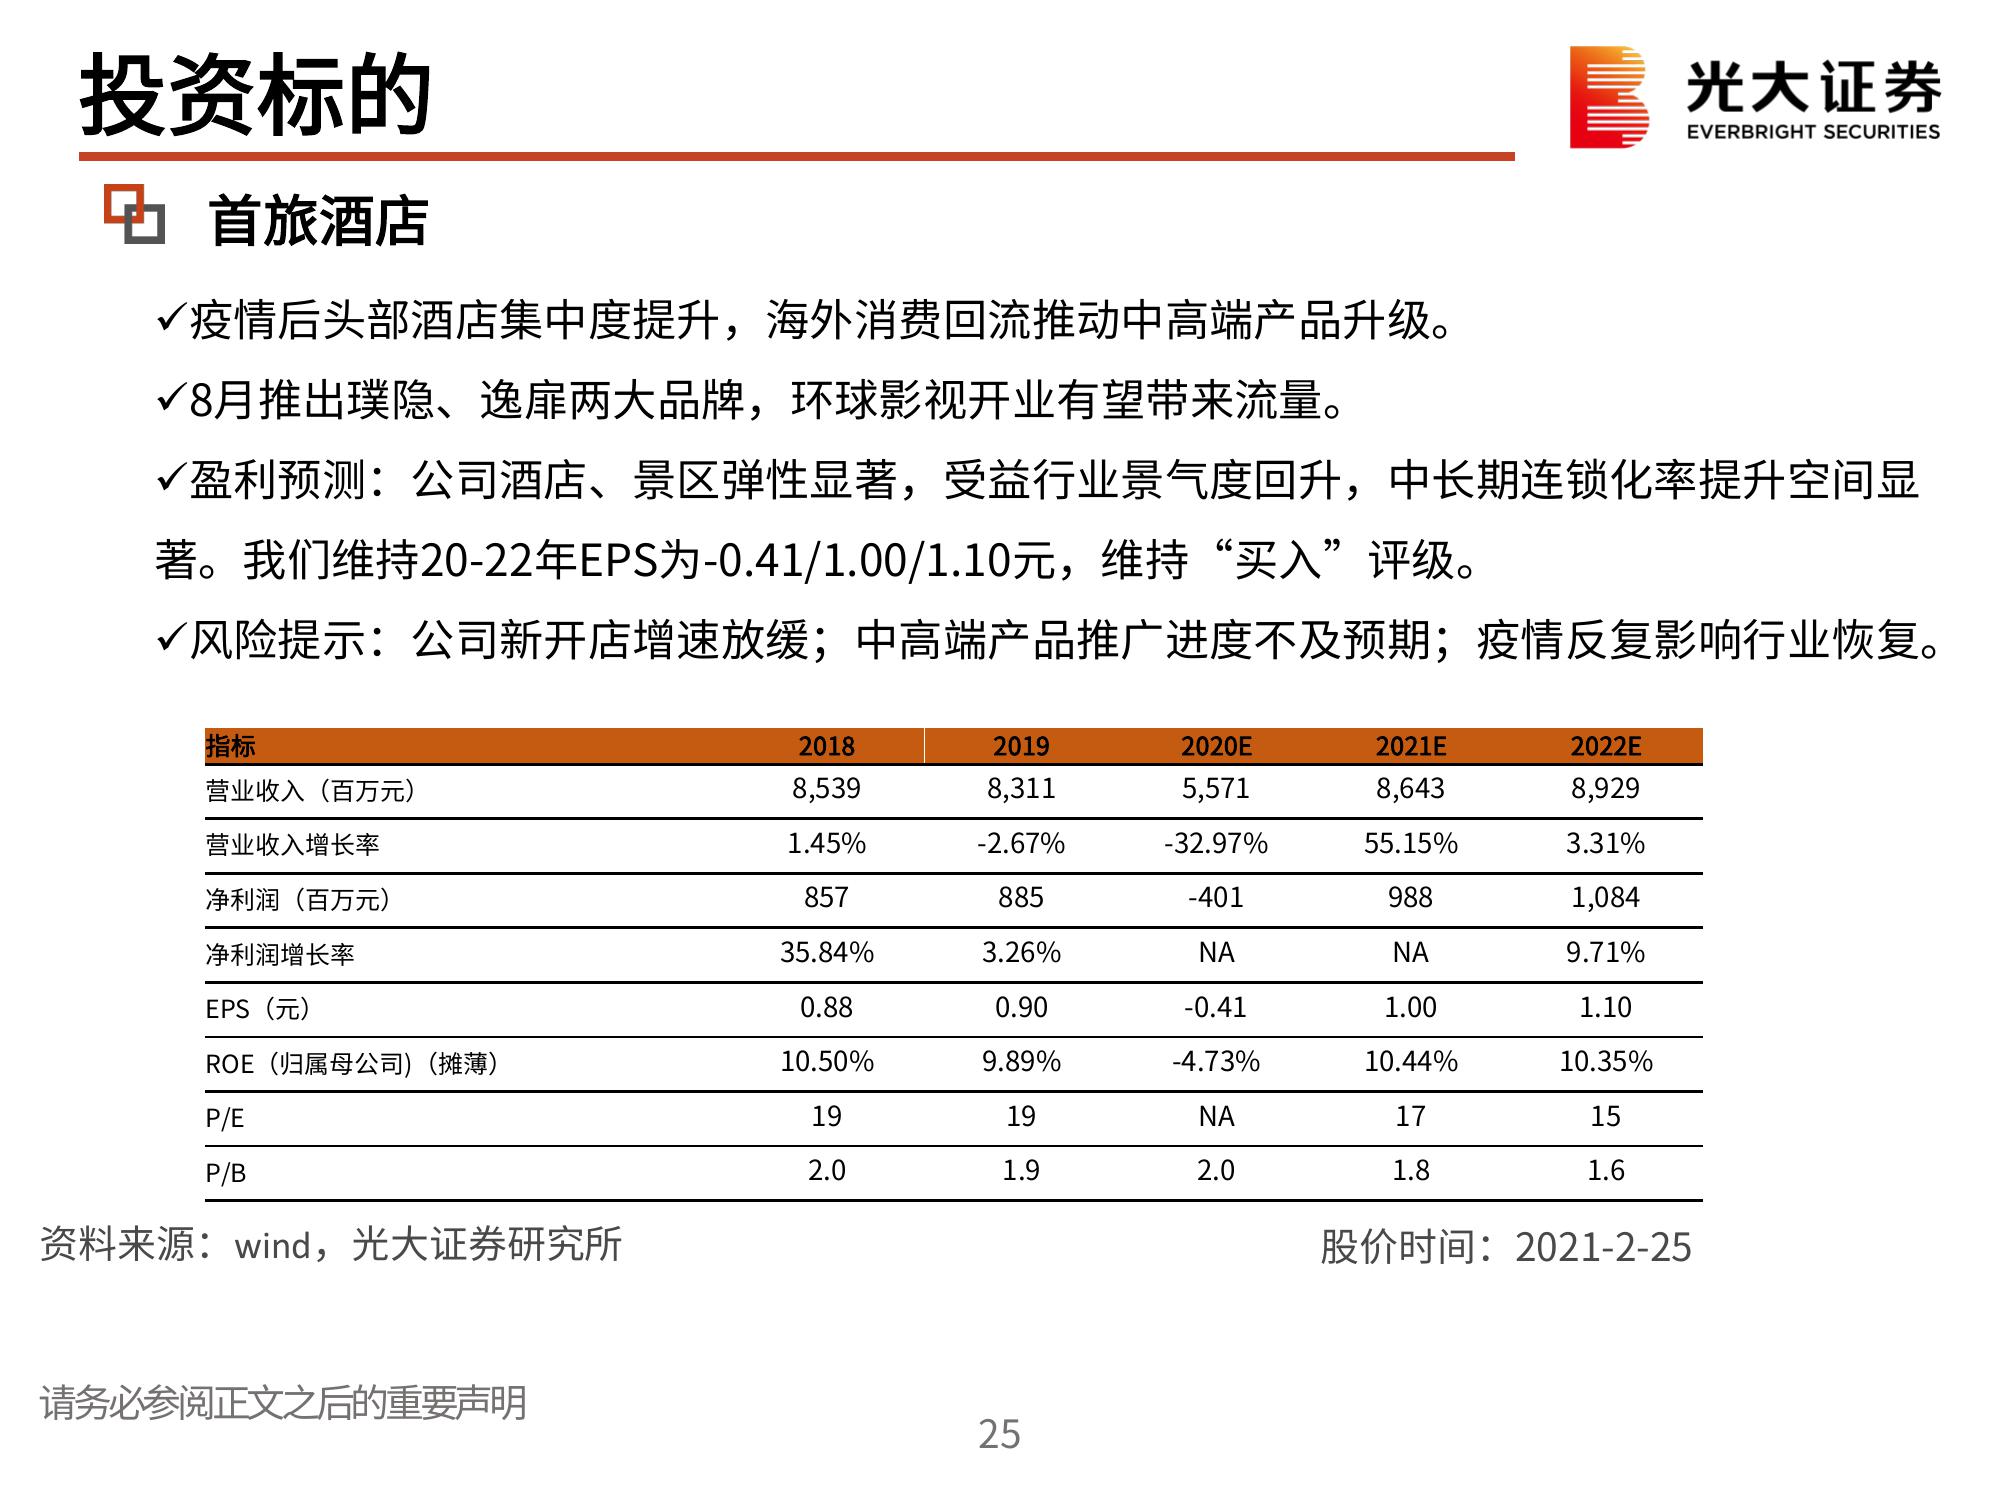 投资标的
光大证券
EVERBRIGHT SECURITIES
首旅酒店
✓疫情后头部酒店集中度提升，海外消费回流推动中高端产品升级。
✓8月推出璞隐、逸扉两大品牌，环球影视开业有望带来流量。
✓盈利预测：公司酒店、景区弹性显著，受益行业景气度回升，中长期连锁化率提升空间显
著。我们维持20-22年EPS为-0.41/1.00/1.10元，维持“买入”评级。
✓风险提示：公司新开店增速放缓；中高端产品推广进度不及预期；疫情反复影响行业恢复。
指标 2018 2019 2020E 2021E 2022E
营业收入（百万元） 8,539 8,311 5,571 8,643 8,929
营业收入增长率 1.45% -2.67% -32.97% 55.15% 3.31%
净利润（百万元） 857 885 -401 988 1,084
净利润增长率 35.84% 3.26% NA NA 9.71%
EPS（元） 0.88 0.90 -0.41 1.00 1.10
ROE（归属母公司)（摊薄） 10.50% 9.89% -4.73% 10.44% 10.35%
P/E 19 19 NA 17 15
P/B 2.0 1.9 2.0 1.8 1.6
资料来源：wind，光大证券研究所 股价时间：2021-2-25
请务必参阅正文之后的重要声明
25